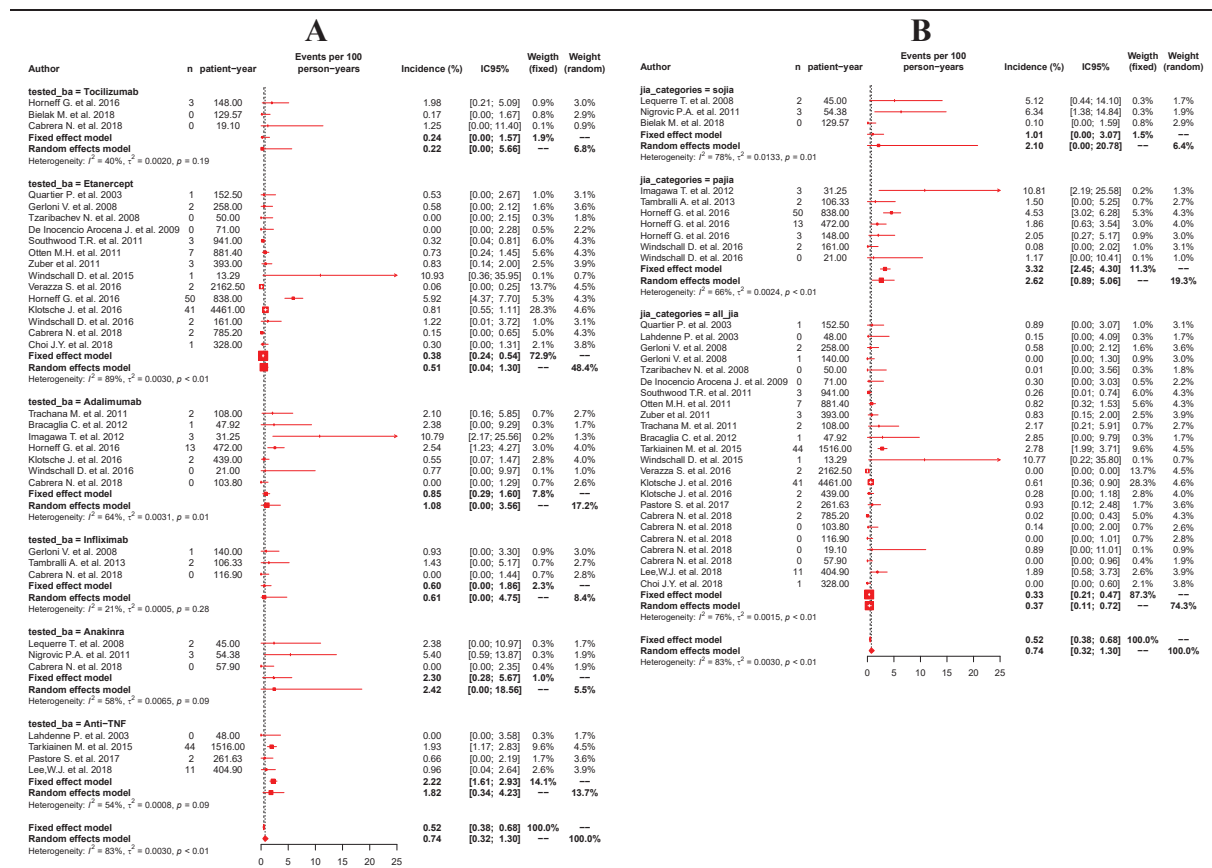 A
Events per 100 Weigth Weight
Author n patient−year person−years Incidence (%) IC95% (fixed) (random)
tested_ba = Tocilizumab
Horneff G. et al. 2016 3 148.00 1.98 [0.21; 5.09] 0.9% 3.0%
Bielak M. et al. 2018 0 129.57 0.17 [0.00; 1.67] 0.8% 2.9%
Cabrera N. et al. 2018 0 19.10 1.25 [0.00; 11.40] 0.1% 0.9%
Fixed effect model 0.24 [0.00; 1.57] 1.9% −−
Random effects model 0.22 [0.00; 5.66] −− 6.8%
Heterogeneity: I² = 40%, τ² = 0.0020, p = 0.19
tested_ba = Etanercept
Quartier P. et al. 2003 1 152.50 0.53 [0.00; 2.67] 1.0% 3.1%
Gerloni V. et al. 2008 2 258.00 0.58 [0.00; 2.12] 1.6% 3.6%
Tzaribachev N. et al. 2008 0 50.00 0.00 [0.00; 2.15] 0.3% 1.8%
De Inocencio Arocena J. et al. 2009 0 71.00 0.00 [0.00; 2.28] 0.5% 2.2%
Southwood T.R. et al. 2011 3 941.00 0.32 [0.04; 0.81] 6.0% 4.3%
Otten M.H. et al. 2011 7 881.40 0.73 [0.24; 1.45] 5.6% 4.3%
Zuber et al. 2011 3 393.00 0.83 [0.14; 2.00] 2.5% 3.9%
Windschall D. et al. 2015 1 13.29 10.93 [0.36; 35.95] 0.1% 0.7%
Verazza S. et al. 2016 2 2162.50 0.06 [0.00; 0.25] 13.7% 4.5%
Horneff G. et al. 2016 50 838.00 5.92 [4.37; 7.70] 5.3% 4.3%
Klotsche J. et al. 2016 41 4461.00 0.81 [0.55; 1.11] 28.3% 4.6%
Windschall D. et al. 2016 2 161.00 1.22 [0.01; 3.72] 1.0% 3.1%
Cabrera N. et al. 2018 2 785.20 0.15 [0.00; 0.65] 5.0% 4.3%
Choi J.Y. et al. 2018 1 328.00 0.30 [0.00; 1.31] 2.1% 3.8%
Fixed effect model 0.38 [0.24; 0.54] 72.9% −−
Random effects model 0.51 [0.04; 1.30] −− 48.4%
Heterogeneity: I² = 89%, τ² = 0.0030, p < 0.01
tested_ba = Adalimumab
Trachana M. et al. 2011 2 108.00 2.10 [0.16; 5.85] 0.7% 2.7%
Bracaglia C. et al. 2012 1 47.92 2.38 [0.00; 9.29] 0.3% 1.7%
Imagawa T. et al. 2012 3 31.25 10.79 [2.17; 25.56] 0.2% 1.3%
Horneff G. et al. 2016 13 472.00 2.54 [1.23; 4.27] 3.0% 4.0%
Klotsche J. et al. 2016 2 439.00 0.55 [0.07; 1.47] 2.8% 4.0%
Windschall D. et al. 2016 0 21.00 0.77 [0.00; 9.97] 0.1% 1.0%
Cabrera N. et al. 2018 0 103.80 0.00 [0.00; 1.29] 0.7% 2.6%
Fixed effect model 0.85 [0.29; 1.60] 7.8% −−
Random effects model 1.08 [0.00; 3.56] −− 17.2%
Heterogeneity: I² = 64%, τ² = 0.0031, p = 0.01
tested_ba = Infliximab
Gerloni V. et al. 2008 1 140.00 0.93 [0.00; 3.30] 0.9% 3.0%
Tambralli A. et al. 2013 2 106.33 1.43 [0.00; 5.17] 0.7% 2.7%
Cabrera N. et al. 2018 0 116.90 0.00 [0.00; 1.44] 0.7% 2.8%
Fixed effect model 0.60 [0.00; 1.86] 2.3% −−
Random effects model 0.61 [0.00; 4.75] −− 8.4%
Heterogeneity: I² = 21%, τ² = 0.0005, p = 0.28
tested_ba = Anakinra
Lequerre T. et al. 2008 2 45.00 2.38 [0.00; 10.97] 0.3% 1.7%
Nigrovic P.A. et al. 2011 3 54.38 5.40 [0.59; 13.87] 0.3% 1.9%
Cabrera N. et al. 2018 0 57.90 0.00 [0.00; 2.35] 0.4% 1.9%
Fixed effect model 2.30 [0.28; 5.67] 1.0% −−
Random effects model 2.42 [0.00; 18.56] −− 5.5%
Heterogeneity: I² = 58%, τ² = 0.0065, p = 0.09
tested_ba = Anti−TNF
Lahdenne P. et al. 2003 0 48.00 0.00 [0.00; 3.58] 0.3% 1.7%
Tarkiainen M. et al. 2015 44 1516.00 1.93 [1.17; 2.83] 9.6% 4.5%
Pastore S. et al. 2017 2 261.63 0.66 [0.00; 2.19] 1.7% 3.6%
Lee,W.J. et al. 2018 11 404.90 0.96 [0.04; 2.64] 2.6% 3.9%
Fixed effect model 2.22 [1.61; 2.93] 14.1% −−
Random effects model 1.82 [0.34; 4.23] −− 13.7%
Heterogeneity: I² = 54%, τ² = 0.0008, p = 0.09
Fixed effect model 0.52 [0.38; 0.68] 100.0% −−
Random effects model 0.74 [0.32; 1.30] −− 100.0%
Heterogeneity: I² = 83%, τ² = 0.0030, p < 0.01
0 5 10 15 20 25
B
Events per 100 Weigth Weight
Author n patient−year person−years Incidence (%) IC95% (fixed) (random)
jia_categories = sojia
Lequerre T. et al. 2008 2 45.00 5.12 [0.44; 14.10] 0.3% 1.7%
Nigrovic P.A. et al. 2011 3 54.38 6.34 [1.38; 14.84] 0.3% 1.9%
Bielak M. et al. 2018 0 129.57 0.10 [0.00; 1.59] 0.8% 2.9%
Fixed effect model 1.01 [0.00; 3.07] 1.5% −−
Random effects model 2.10 [0.00; 20.78] −− 6.4%
Heterogeneity: I² = 78%, τ² = 0.0133, p = 0.01
jia_categories = pajia
Imagawa T. et al. 2012 3 31.25 10.81 [2.19; 25.58] 0.2% 1.3%
Tambralli A. et al. 2013 2 106.33 1.50 [0.00; 5.25] 0.7% 2.7%
Horneff G. et al. 2016 50 838.00 4.53 [3.02; 6.28] 5.3% 4.3%
Horneff G. et al. 2016 13 472.00 1.86 [0.63; 3.54] 3.0% 4.0%
Horneff G. et al. 2016 3 148.00 2.05 [0.27; 5.17] 0.9% 3.0%
Windschall D. et al. 2016 2 161.00 0.08 [0.00; 2.02] 1.0% 3.1%
Windschall D. et al. 2016 0 21.00 1.17 [0.00; 10.41] 0.1% 1.0%
Fixed effect model 3.32 [2.45; 4.30] 11.3% −−
Random effects model 2.62 [0.89; 5.06] −− 19.3%
Heterogeneity: I² = 66%, τ² = 0.0024, p < 0.01
jia_categories = all_jia
Quartier P. et al. 2003 1 152.50 0.89 [0.00; 3.07] 1.0% 3.1%
Lahdenne P. et al. 2003 0 48.00 0.15 [0.00; 4.09] 0.3% 1.7%
Gerloni V. et al. 2008 2 258.00 0.58 [0.00; 2.12] 1.6% 3.6%
Gerloni V. et al. 2008 1 140.00 0.00 [0.00; 1.30] 0.9% 3.0%
Tzaribachev N. et al. 2008 0 50.00 0.01 [0.00; 3.56] 0.3% 1.8%
De Inocencio Arocena J. et al. 2009 0 71.00 0.30 [0.00; 3.03] 0.5% 2.2%
Southwood T.R. et al. 2011 3 941.00 0.26 [0.01; 0.74] 6.0% 4.3%
Otten M.H. et al. 2011 7 881.40 0.82 [0.32; 1.53] 5.6% 4.3%
Zuber et al. 2011 3 393.00 0.83 [0.15; 2.00] 2.5% 3.9%
Trachana M. et al. 2011 2 108.00 2.17 [0.21; 5.91] 0.7% 2.7%
Bracaglia C. et al. 2012 1 47.92 2.85 [0.00; 9.79] 0.3% 1.7%
Tarkiainen M. et al. 2015 44 1516.00 2.78 [1.99; 3.71] 9.6% 4.5%
Windschall D. et al. 2015 1 13.29 10.77 [0.22; 35.80] 0.1% 0.7%
Verazza S. et al. 2016 2 2162.50 0.00 [0.00; 0.00] 13.7% 4.5%
Klotsche J. et al. 2016 41 4461.00 0.61 [0.36; 0.90] 28.3% 4.6%
Klotsche J. et al. 2016 2 439.00 0.28 [0.00; 1.18] 2.8% 4.0%
Pastore S. et al. 2017 2 261.63 0.93 [0.12; 2.48] 1.7% 3.6%
Cabrera N. et al. 2018 2 785.20 0.02 [0.00; 0.43] 5.0% 4.3%
Cabrera N. et al. 2018 0 103.80 0.14 [0.00; 2.00] 0.7% 2.6%
Cabrera N. et al. 2018 0 116.90 0.00 [0.00; 1.01] 0.7% 2.8%
Cabrera N. et al. 2018 0 19.10 0.89 [0.00; 11.01] 0.1% 0.9%
Cabrera N. et al. 2018 0 57.90 0.00 [0.00; 0.96] 0.4% 1.9%
Lee,W.J. et al. 2018 11 404.90 1.89 [0.58; 3.73] 2.6% 3.9%
Choi J.Y. et al. 2018 1 328.00 0.00 [0.00; 0.60] 2.1% 3.8%
Fixed effect model 0.33 [0.21; 0.47] 87.3% −−
Random effects model 0.37 [0.11; 0.72] −− 74.3%
Heterogeneity: I² = 76%, τ² = 0.0015, p < 0.01
Fixed effect model 0.52 [0.38; 0.68] 100.0% −−
Random effects model 0.74 [0.32; 1.30] −− 100.0%
Heterogeneity: I² = 83%, τ² = 0.0030, p < 0.01
0 5 10 15 20 25